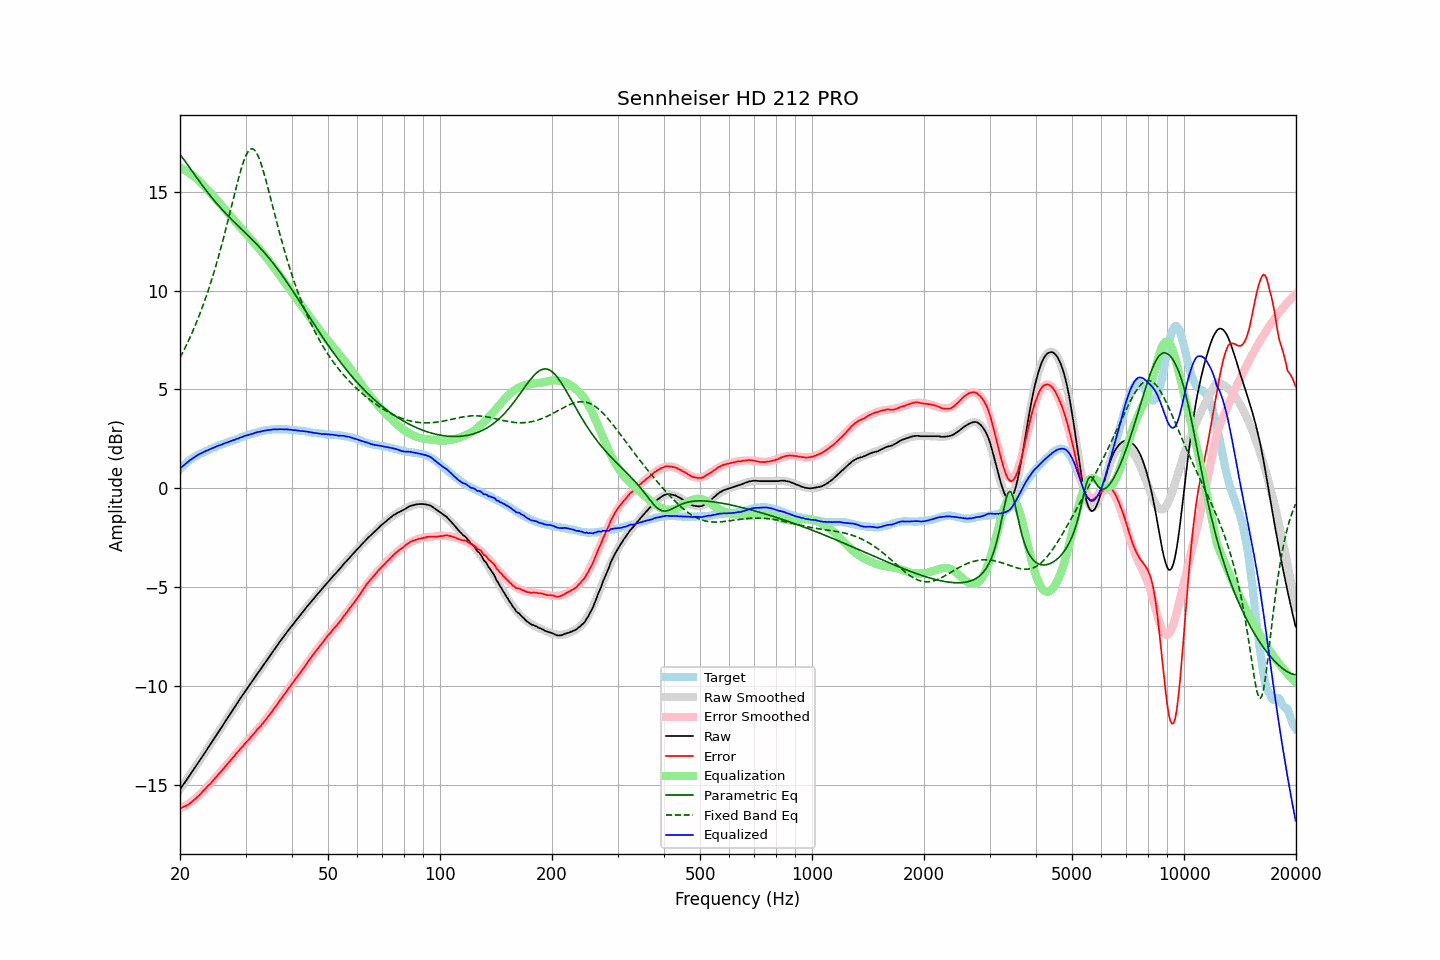 Sennheiser HD 212 PRO
Amplitude (dBr)
15
10
5
0
−5
−10
−15
Target
Raw Smoothed
Error Smoothed
Raw
Error
Equalization
Parametric Eq
Fixed Band Eq
Equalized
20 50 100 200 500 1000 2000 5000 10000 20000
Frequency (Hz)